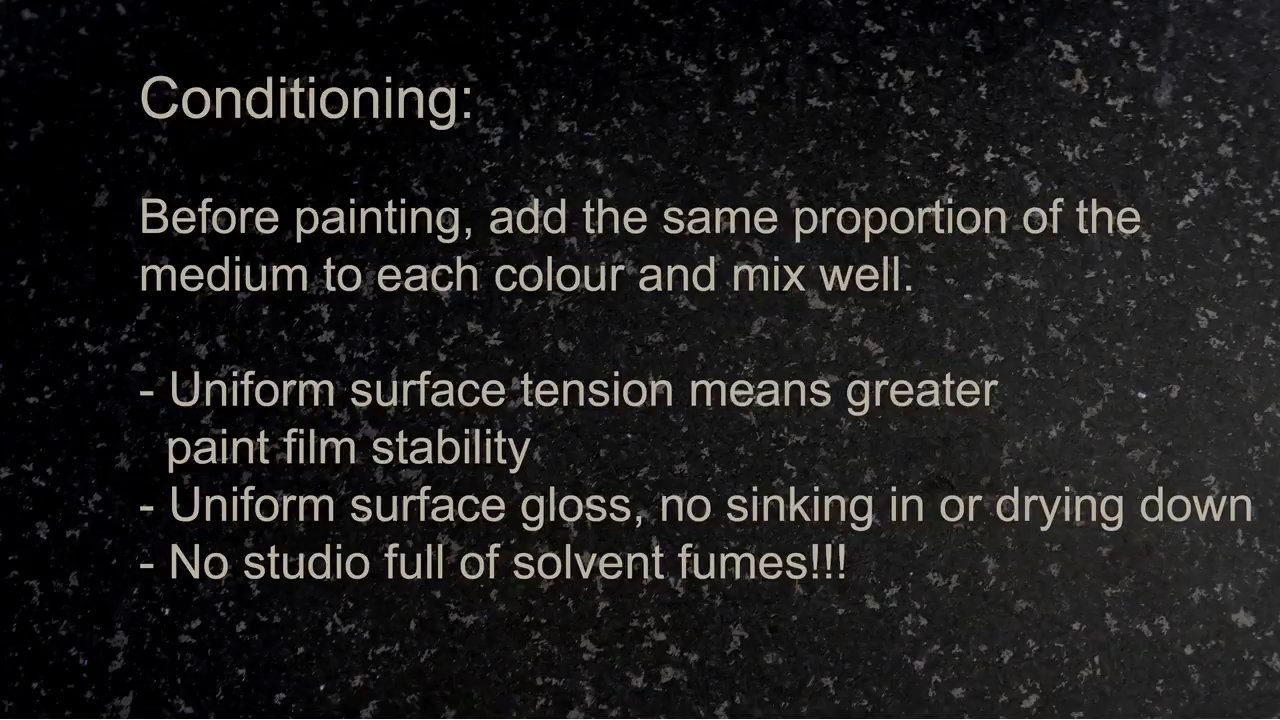 Conditioning:
Before painting, add the same proportion of the
medium to each colour and mix well.
- Uniform surface tension means greater
paint film stability
- Uniform surface gloss, no sinking in or drying down
- No studio full of solvent fumes!!!